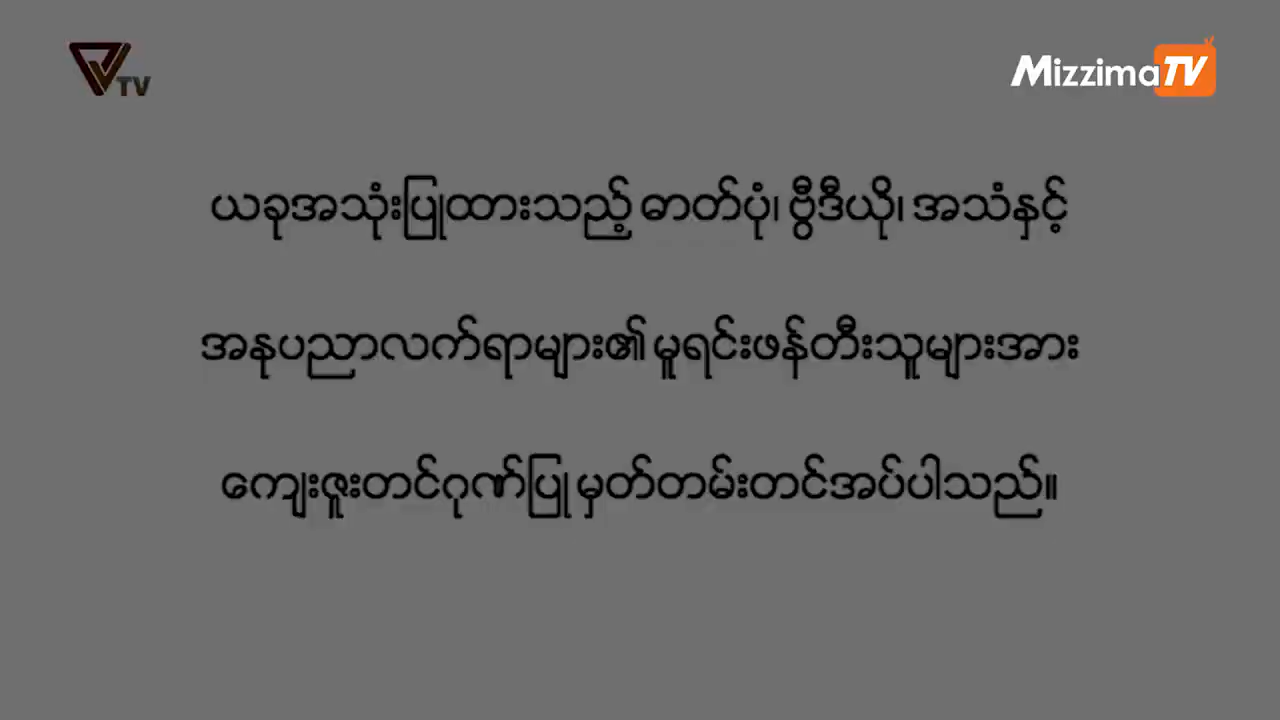 TV
MizzimaTV
ယခုအသုံးပြုထားသည့် ဓာတ်ပုံ၊ ဗွီဒီယို၊ အသံနှင့်
အနုပညာလက်ရာများ၏ မူရင်းဖန်တီးသူများအား
ကျေးဇူးတင်ဂုဏ်ပြု မှတ်တမ်းတင်အပ်ပါသည်။